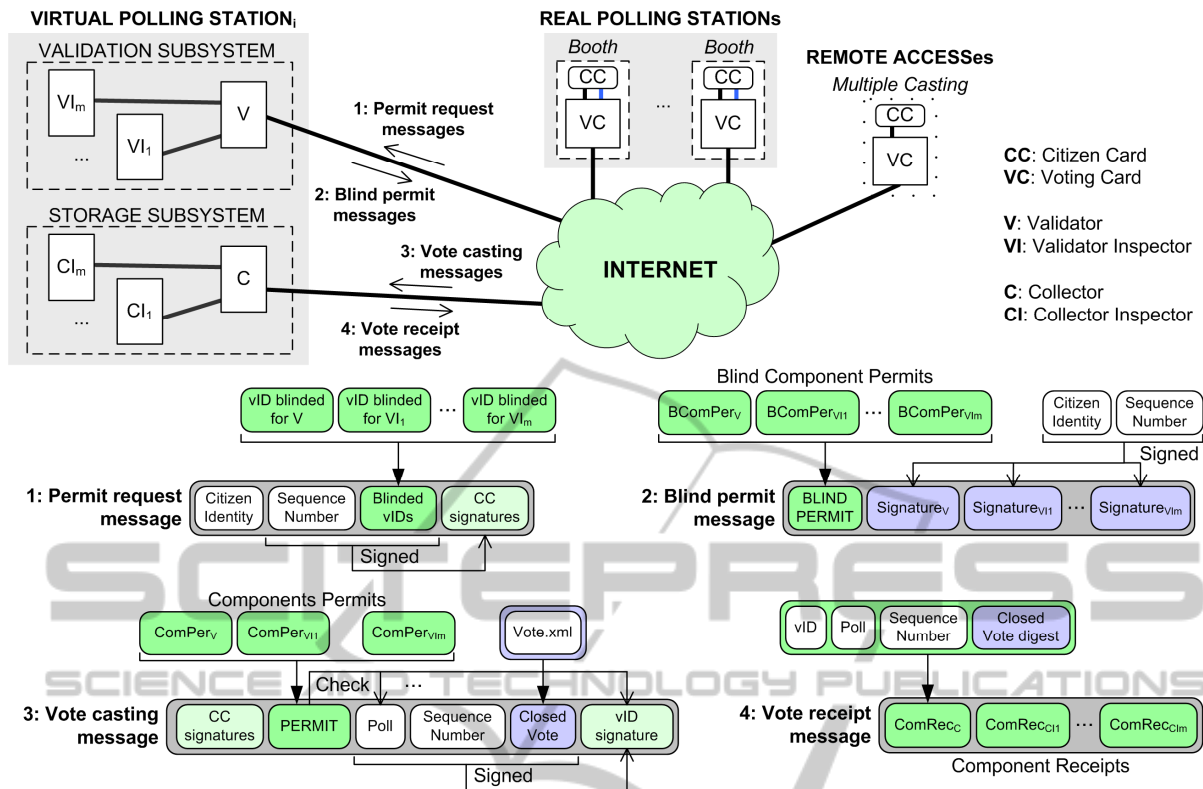 VIRTUAL POLLING STATIONi
VALIDATION SUBSYSTEM
VIm
V
...
VI1
STORAGE SUBSYSTEM
CIm
C
...
CI1
1: Permit request
messages
2: Blind permit
messages
3: Vote casting
messages
4: Vote receipt
messages
REAL POLLING STATIONs
Booth
Booth
CC
CC
...
VC
VC
REMOTE ACCESSes
Multiple Casting
CC
VC
INTERNET
CC: Citizen Card
VC: Voting Card
V: Validator
VI: Validator Inspector
C: Collector
CI: Collector Inspector
vID blinded
for V
vID blinded
for VI1
...
vID blinded
for VIm
1: Permit request
message
Citizen
Identity
Sequence
Number
Blinded
vIDs
CC
signatures
Signed
Blind Component Permits
BComPerV
BComPerVI1
...
BComPerVIm
Citizen
Identity
Sequence
Number
Signed
2: Blind permit
message
BLIND
PERMIT
SignatureV
SignatureVI1
...
SignatureVIm
SCITEPRESS
SCIENCE AND TECHNOLOGY PUBLICATIONS
Components Permits
ComPerV
ComPerVI1
ComPerVIm
Vote.xml
Check
...
3: Vote casting
message
CC
signatures
PERMIT
Poll
Sequence
Number
Closed
Vote
vID
signature
Signed
vID
Poll
Sequence
Number
Closed
Vote digest
4: Vote receipt
message
ComRecC
ComRecCI1
...
ComRecCIm
Component Receipts